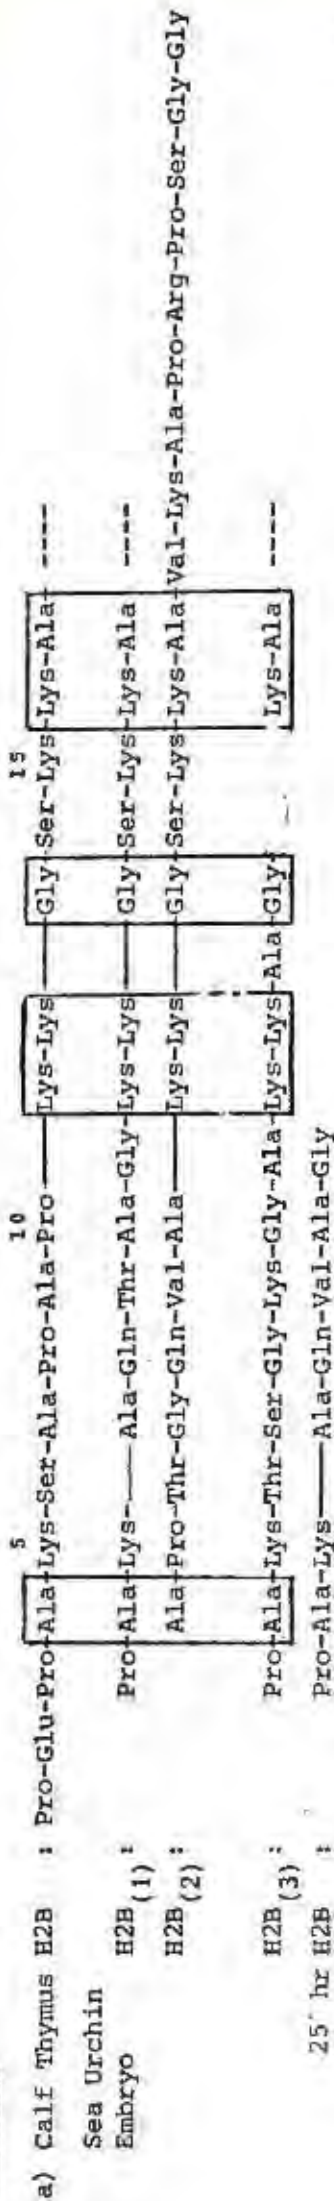 5 10 15
a) Calf Thymus H2B : Pro-Glu-Pro-Ala-Lys-Ser-Ala-Pro-Ala-Pro——Lys-Lys——Gly-Ser-Lys-Lys-Ala- ----
Sea Urchin
Embryo H2B(1) : Pro-Ala-Lys-——Ala-Gln-Thr-Ala-Gly-Lys-Lys——Gly-Ser-Lys-Lys-Ala ----
H2B(2) : Ala-Pro-Thr-Gly-Gln-Val-Ala——Lys-Lys——Gly-Ser-Lys-Lys-Ala-Val-Lys-Ala-Pro-Arg-Pro-Ser-Gly-Gly
H2B(3) : Pro-Ala-Lys-Thr-Ser-Gly-Lys-Gly-Ala-Lys-Lys-Ala-Gly- Lys-Ala ----
25 hr H2B : Pro-Ala-Lys——Ala-Gln-Val-Ala-Gly